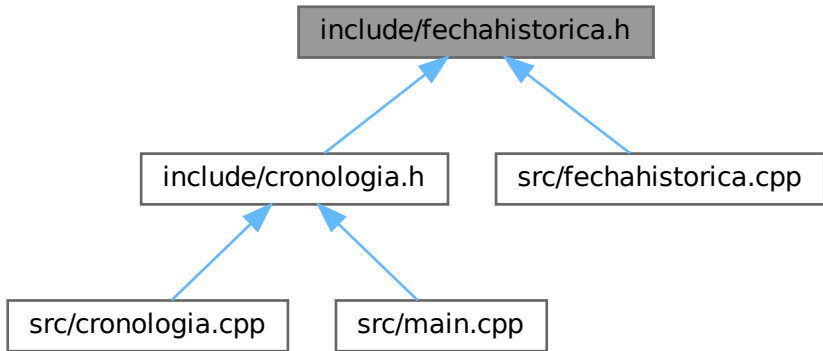 include/fechahistorica.h
include/cronologia.h
src/fechahistorica.cpp
src/cronologia.cpp
src/main.cpp